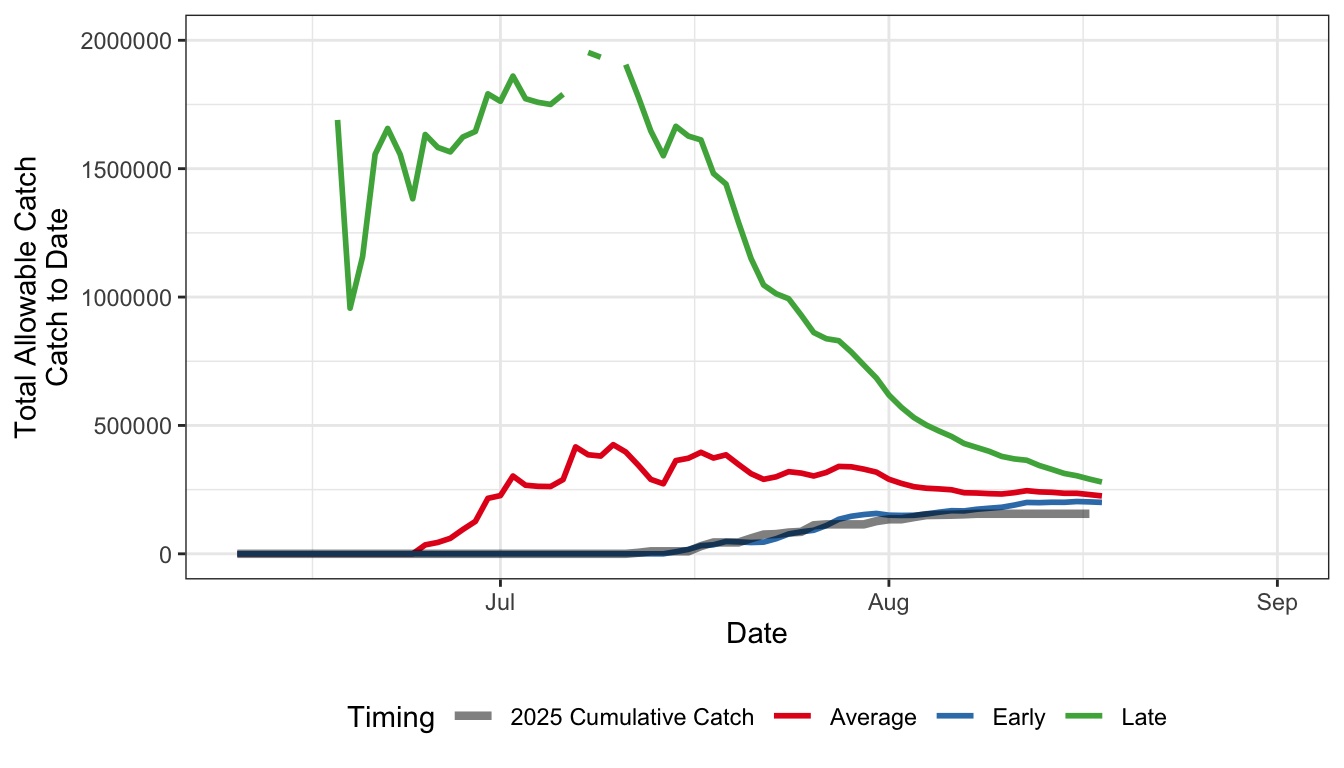 Total Allowable Catch
Catch to Date
2000000
1500000
1000000
500000
0
Jul
Aug
Sep
Date
Timing
2025 Cumulative Catch
Average
Early
Late